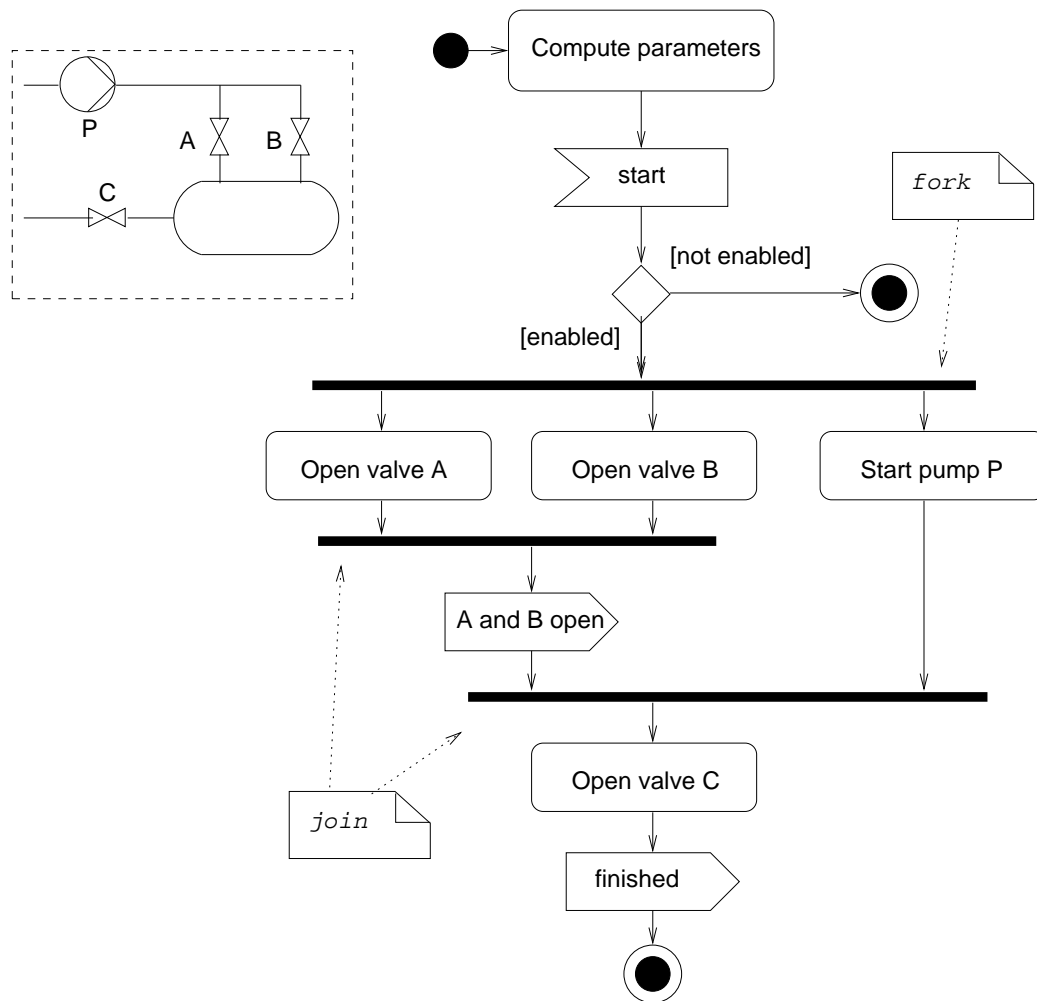 Compute parameters
P
A
B
C
start
fork
[not enabled]
[enabled]
Open valve A
Open valve B
Start pump P
A and B open
join
Open valve C
finished